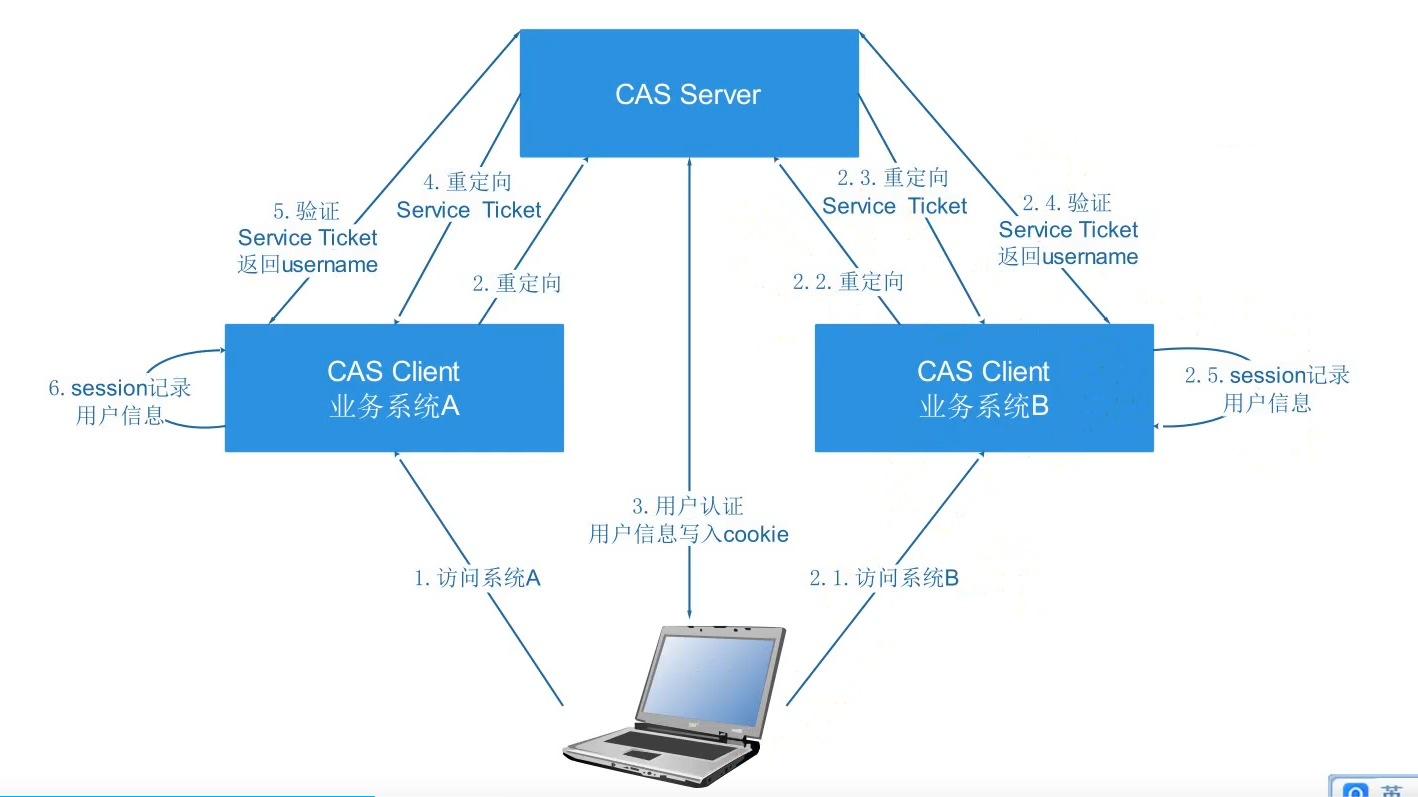 CAS Server
4.重定向
Service Ticket
2.3.重定向
Service Ticket
5.验证
Service Ticket
返回username
2.4.验证
Service Ticket
返回username
2.重定向
2.2.重定向
CAS Client
业务系统A
CAS Client
业务系统B
6.session记录
用户信息
2.5.session记录
用户信息
3.用户认证
用户信息写入cookie
1.访问系统A
2.1.访问系统B